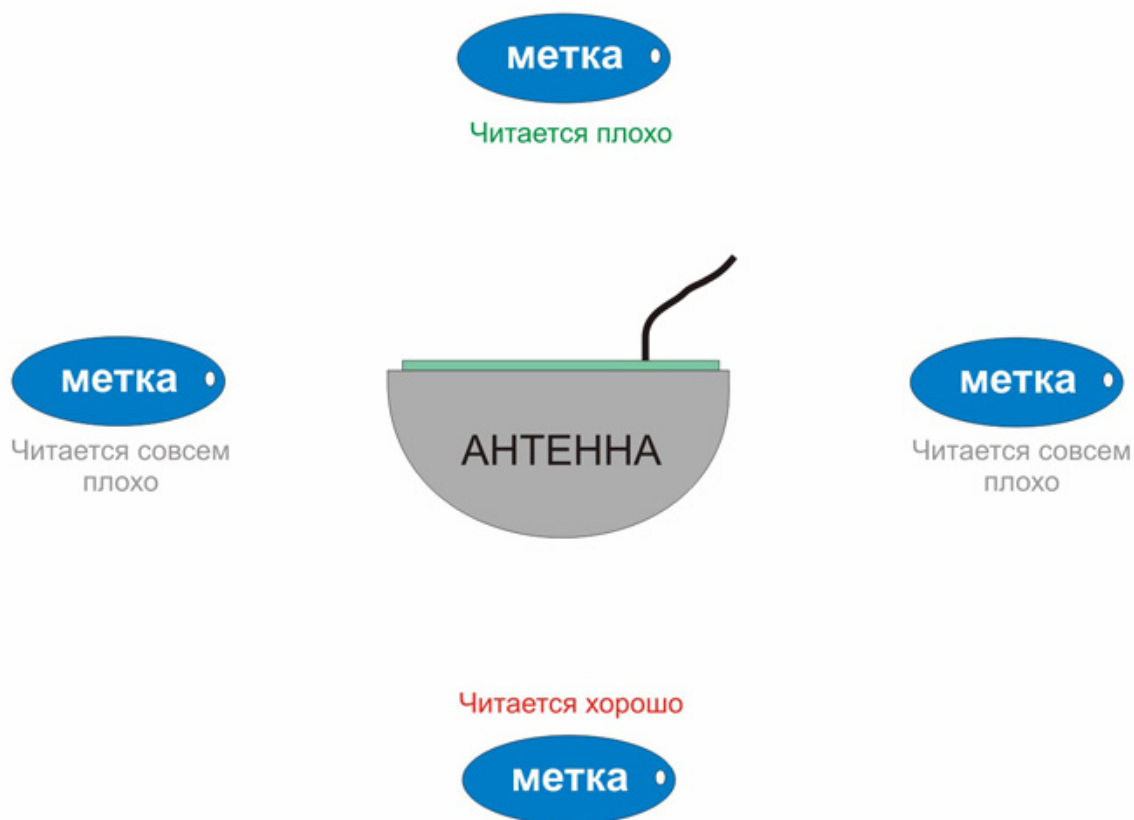 метка
Читается плохо
метка
Читается совсем
плохо
АНТЕННА
метка
Читается совсем
плохо
Читается хорошо
метка